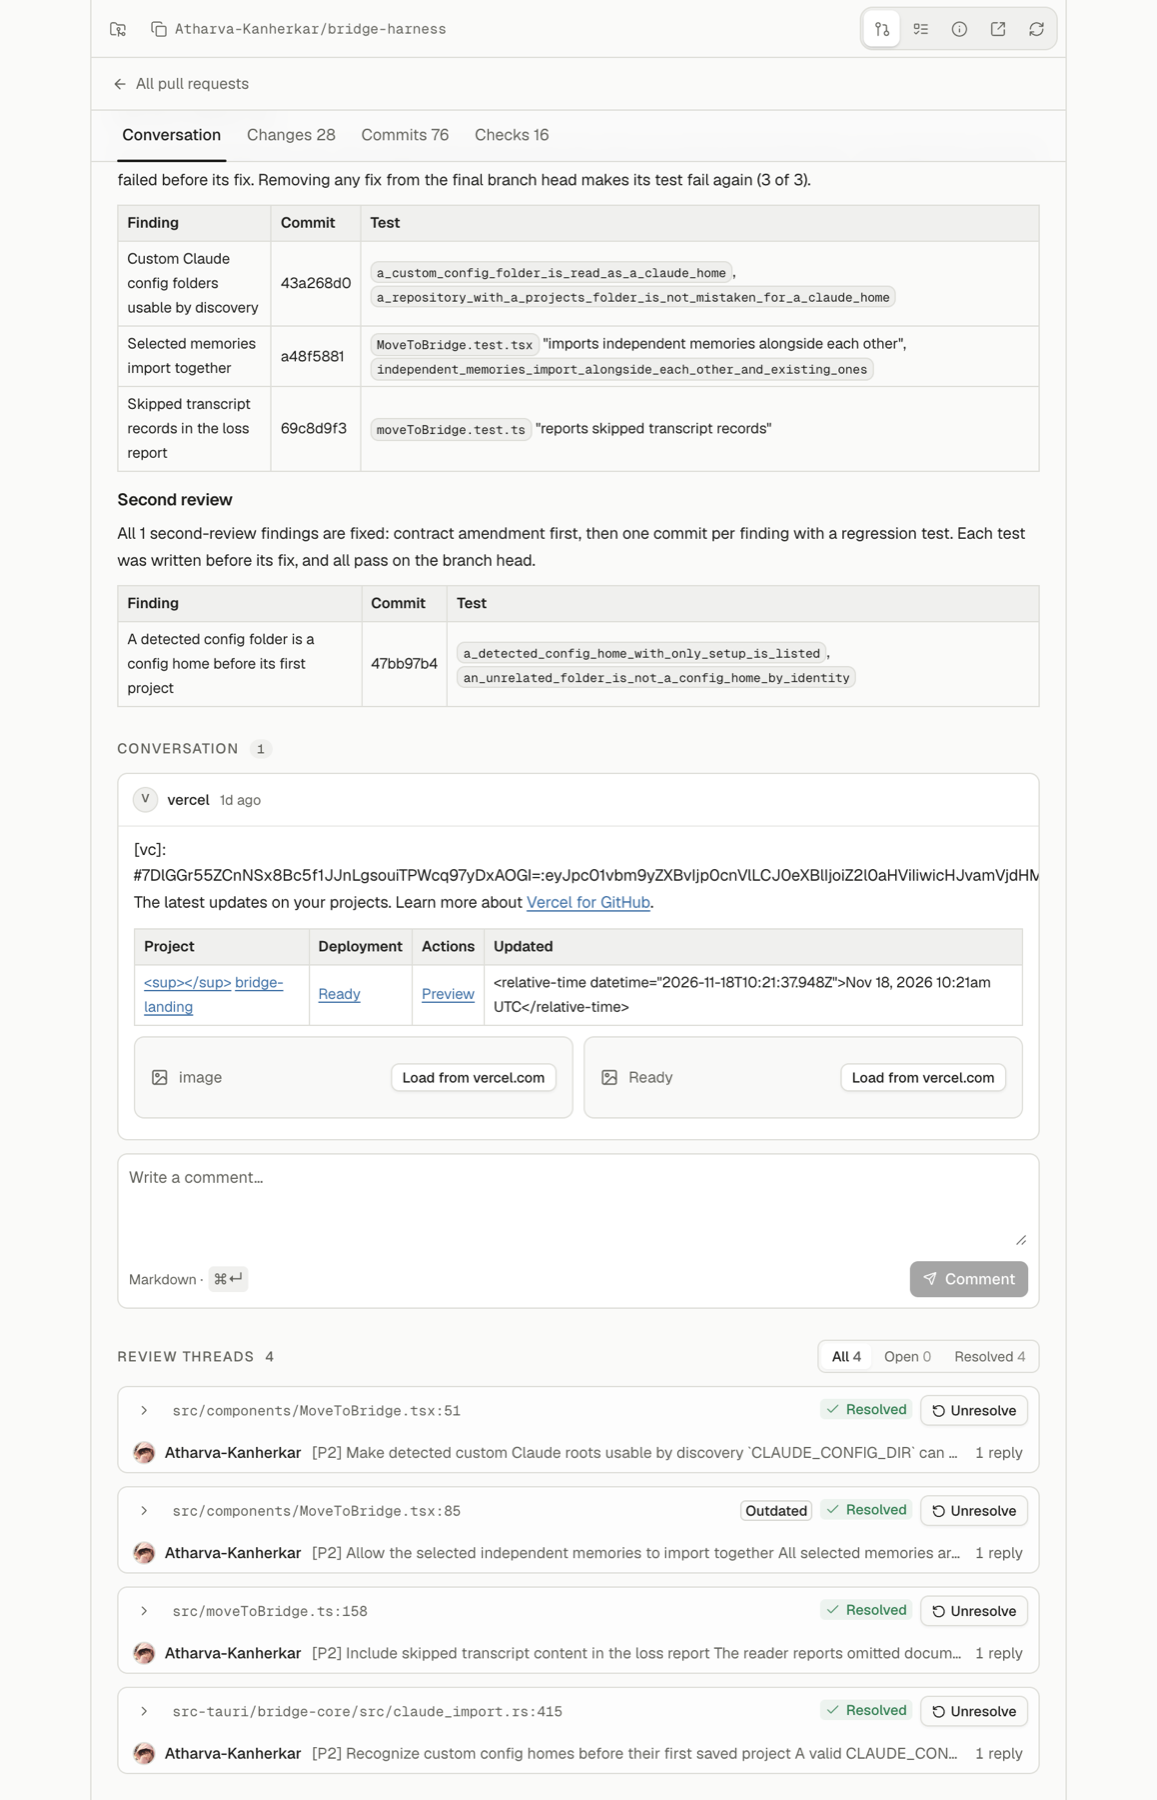 Atharva-Kanherkar/bridge-harness
All pull requests
Conversation Changes 28 Commits 76 Checks 16
failed before its fix. Removing any fix from the final branch head makes its test fail again (3 of 3).
Finding Commit Test
Custom Claude
config folders
usable by discovery
43a268d0
a_custom_config_folder_is_read_as_a_claude_home,
a_repository_with_a_projects_folder_is_not_mistaken_for_a_claude_home
Selected memories
import together
a48f5881
MoveToBridge.test.tsx "imports independent memories alongside each other",
independent_memories_import_alongside_each_other_and_existing_ones
Skipped transcript
records in the loss
report
69c8d9f3
moveToBridge.test.ts "reports skipped transcript records"
Second review
All 1 second-review findings are fixed: contract amendment first, then one commit per finding with a regression test. Each test
was written before its fix, and all pass on the branch head.
Finding Commit Test
A detected config folder is a
config home before its first
project
47bb97b4
a_detected_config_home_with_only_setup_is_listed,
an_unrelated_folder_is_not_a_config_home_by_identity
CONVERSATION 1
V vercel 1d ago
[vc]:
The latest updates on your projects. Learn more about Vercel for GitHub.
Project Deployment Actions Updated
<sup></sup> bridge-
landing
Ready
Preview
<relative-time datetime="2026-11-18T10:21:37.948Z">Nov 18, 2026 10:21am
UTC</relative-time>
image Load from vercel.com
Ready Load from vercel.com
Write a comment...
Markdown · ⌘↵ Comment
REVIEW THREADS 4 All 4 Open 0 Resolved 4
src/components/MoveToBridge.tsx:51 Resolved Unresolve
Atharva-Kanherkar [P2] Make detected custom Claude roots usable by discovery `CLAUDE_CONFIG_DIR` can ... 1 reply
src/components/MoveToBridge.tsx:85 Outdated Resolved Unresolve
Atharva-Kanherkar [P2] Allow the selected independent memories to import together All selected memories ar... 1 reply
src/moveToBridge.ts:158 Resolved Unresolve
Atharva-Kanherkar [P2] Include skipped transcript content in the loss report The reader reports omitted docum... 1 reply
src-tauri/bridge-core/src/claude_import.rs:415 Resolved Unresolve
Atharva-Kanherkar [P2] Recognize custom config homes before their first saved project A valid CLAUDE_CON... 1 reply